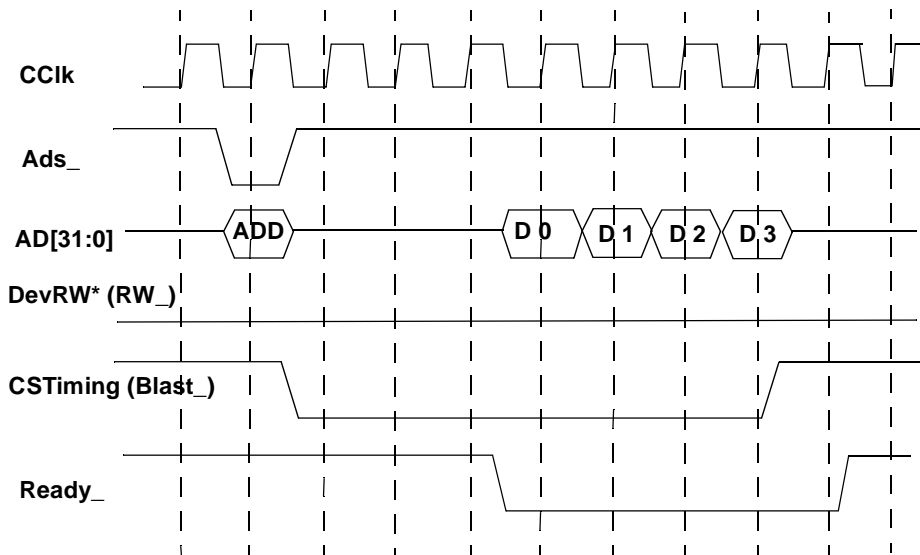 CClk
Ads_
AD[31:0]
ADD
D 0
D 1
D 2
D 3
DevRW* (RW_)
CSTiming (Blast_)
Ready_